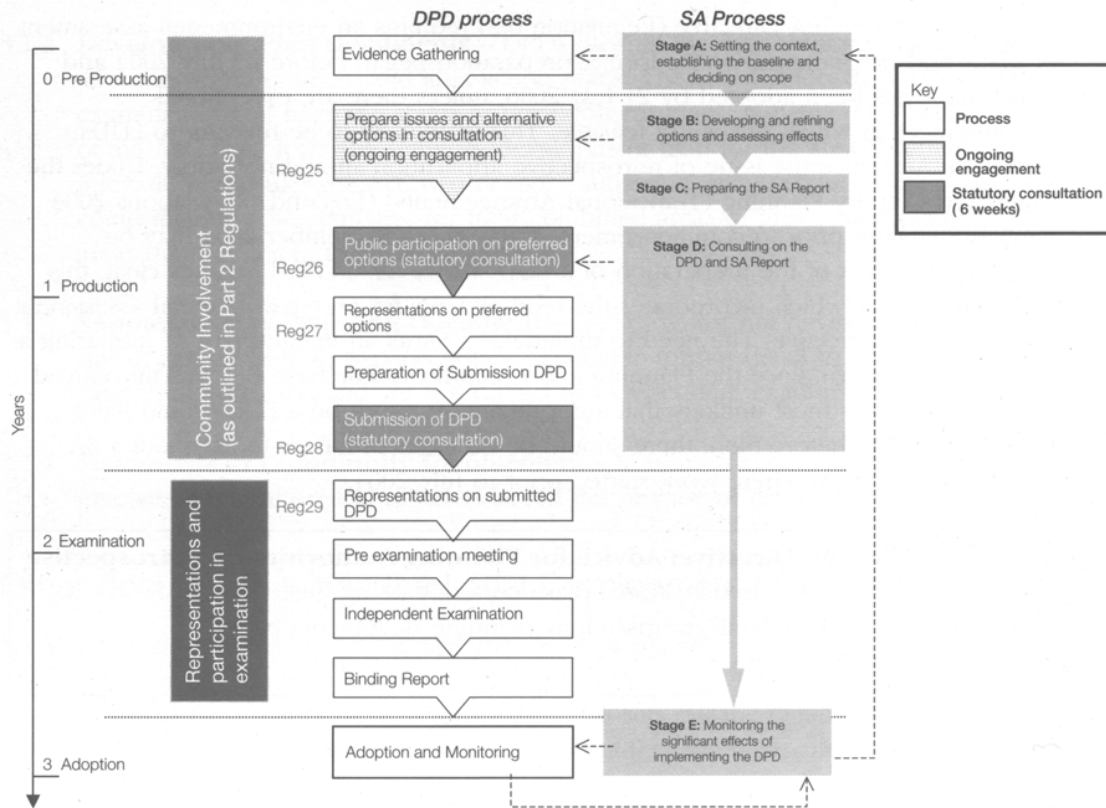 DPD process
SA Process
Years
0 Pre Production
1 Production
2 Examination
3 Adoption
Community Involvement
(as outlined in Part 2 Regulations)
Representations and
participation in
examination
Evidence Gathering
Prepare issues and alternative
options in consultation
(ongoing engagement)
Reg25
Public participation on preferred
options (statutory consultation)
Reg26
Representations on preferred
options
Reg27
Preparation of Submission DPD
Submission of DPD
(statutory consultation)
Reg28
Representations on submitted
DPD
Reg29
Pre examination meeting
Independent Examination
Binding Report
Adoption and Monitoring
Stage A: Setting the context,
establishing the baseline and
deciding on scope
Stage B: Developing and refining
options and assessing effects
Stage C: Preparing the SA Report
Stage D: Consulting on the
DPD and SA Report
Stage E: Monitoring the
significant effects of
implementing the DPD
Key
Process
Ongoing
engagement
Statutory consultation
( 6 weeks)